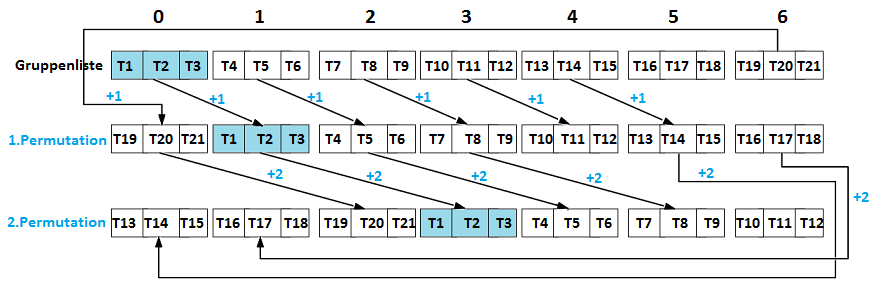 0 1 2 3 4 5 6
Gruppenliste T1 T2 T3 T4 T5 T6 T7 T8 T9 T10 T11 T12 T13 T14 T15 T16 T17 T18 T19 T20 T21
+1 +1 +1 +1 +1 +1
1.Permutation T19 T20 T21 T1 T2 T3 T4 T5 T6 T7 T8 T9 T10 T11 T12 T13 T14 T15 T16 T17 T18
+2 +2 +2 +2 +2 +2
2.Permutation T13 T14 T15 T16 T17 T18 T19 T20 T21 T1 T2 T3 T4 T5 T6 T7 T8 T9 T10 T11 T12